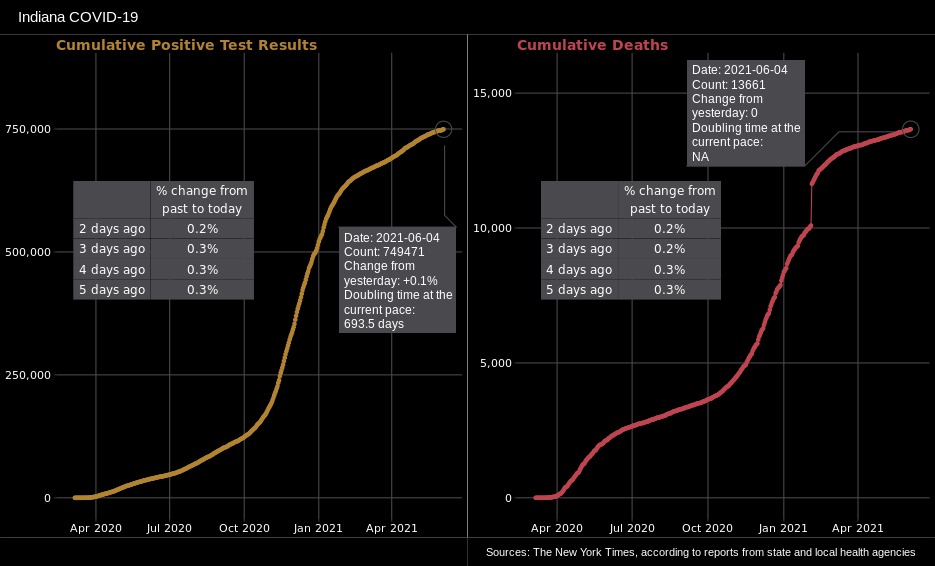 Indiana COVID-19
Cumulative Positive Test Results
750,000
500,000
250,000
0
% change from
past to today
2 days ago 0.2%
3 days ago 0.3%
4 days ago 0.3%
5 days ago 0.3%
Date: 2021-06-04
Count: 749471
Change from
yesterday: +0.1%
Doubling time at the
current pace:
693.5 days
Apr 2020 Jul 2020 Oct 2020 Jan 2021 Apr 2021
Cumulative Deaths
15,000
10,000
5,000
0
Date: 2021-06-04
Count: 13661
Change from
yesterday: 0
Doubling time at the
current pace:
NA
% change from
past to today
2 days ago 0.2%
3 days ago 0.2%
4 days ago 0.3%
5 days ago 0.3%
Apr 2020 Jul 2020 Oct 2020 Jan 2021 Apr 2021
Sources: The New York Times, according to reports from state and local health agencies